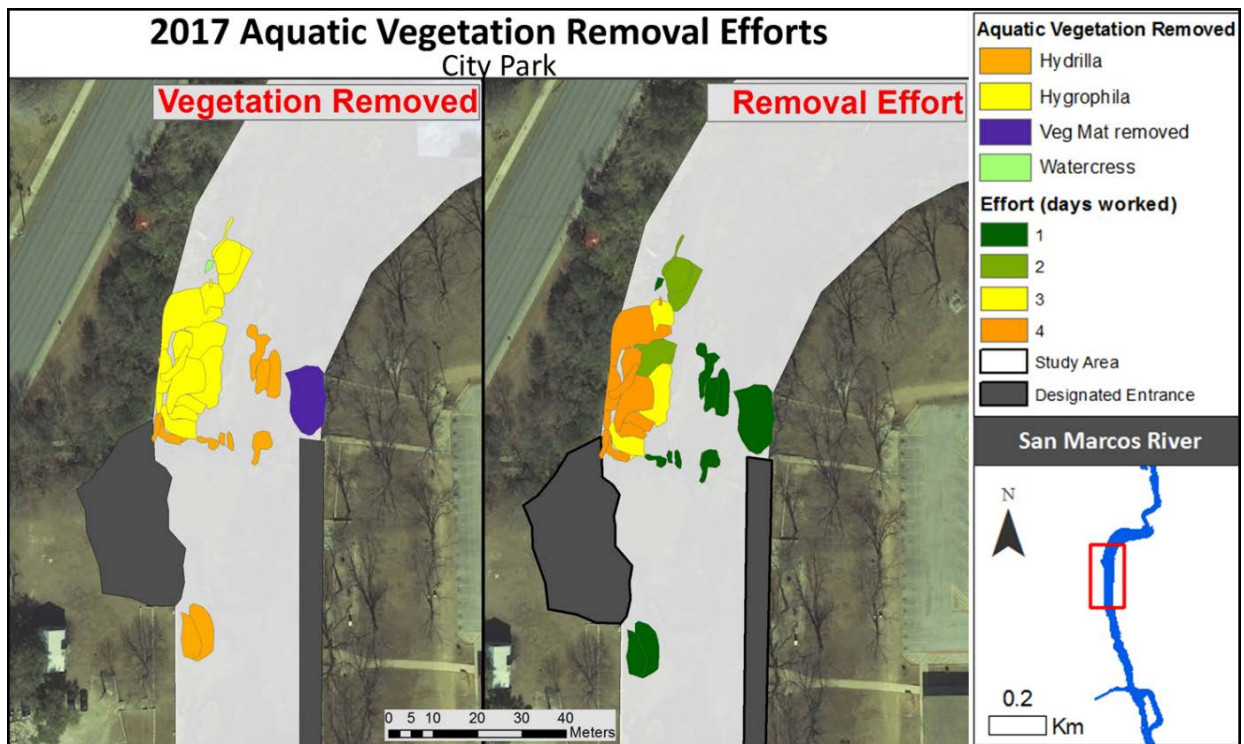 2017 Aquatic Vegetation Removal Efforts
City Park
Vegetation Removed
Removal Effort
0 5 10 20 30 40
Meters
Aquatic Vegetation Removed
Hydrilla
Hygrophila
Veg Mat removed
Watercress
Effort (days worked)
1
2
3
4
Study Area
Designated Entrance
San Marcos River
N
0.2
Km